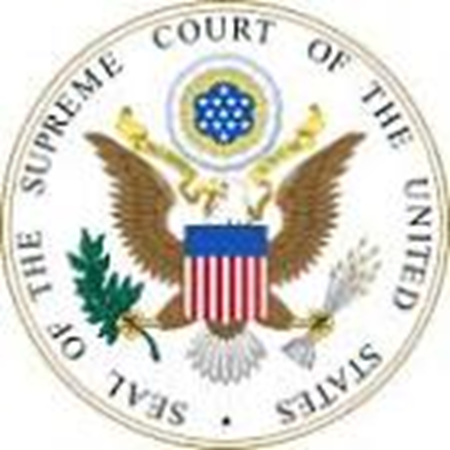 SEAL OF THE SUPREME COURT OF THE UNITED STATES